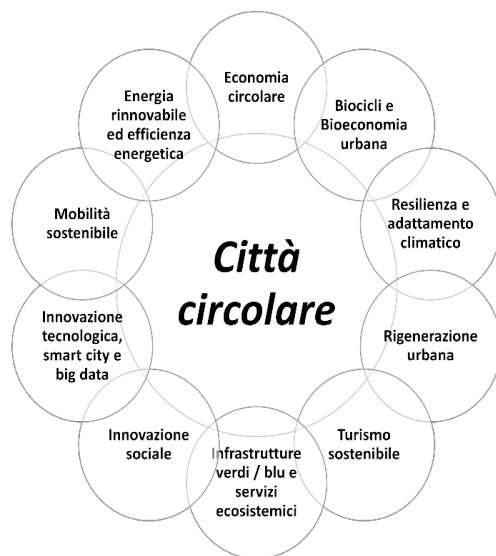 Economia
circolare
Biocicli e
Bioeconomia
urbana
Resilienza e
adattamento
climatico
Rigenerazione
urbana
Turismo
sostenibile
Infrastrutture
verdi / blu e
servizi
ecosistemici
Innovazione
sociale
Innovazione
tecnologica,
smart city e
big data
Mobilità
sostenibile
Energia
rinnovabile
ed efficienza
energetica
Città
circolare